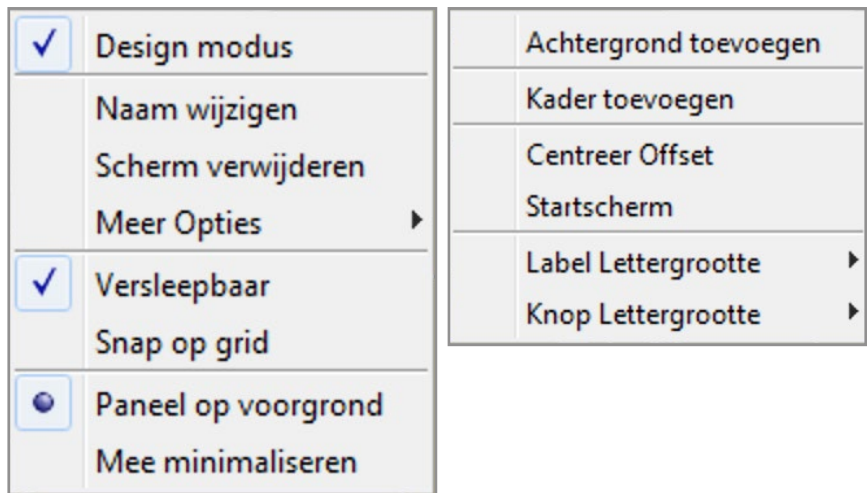 Design modus
Naam wijzigen
Scherm verwijderen
Meer Opties
Versleepbaar
Snap op grid
Paneel op voorgrond
Mee minimaliseren
Achtergrond toevoegen
Kader toevoegen
Centreer Offset
Startscherm
Label Lettergrootte
Knop Lettergrootte